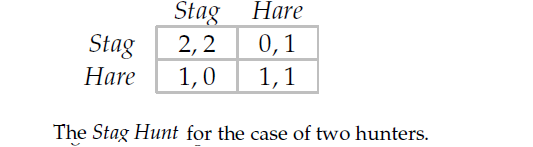 Stag Hare
Stag 2, 2 0, 1
Hare 1, 0 1, 1
The Stag Hunt for the case of two hunters.